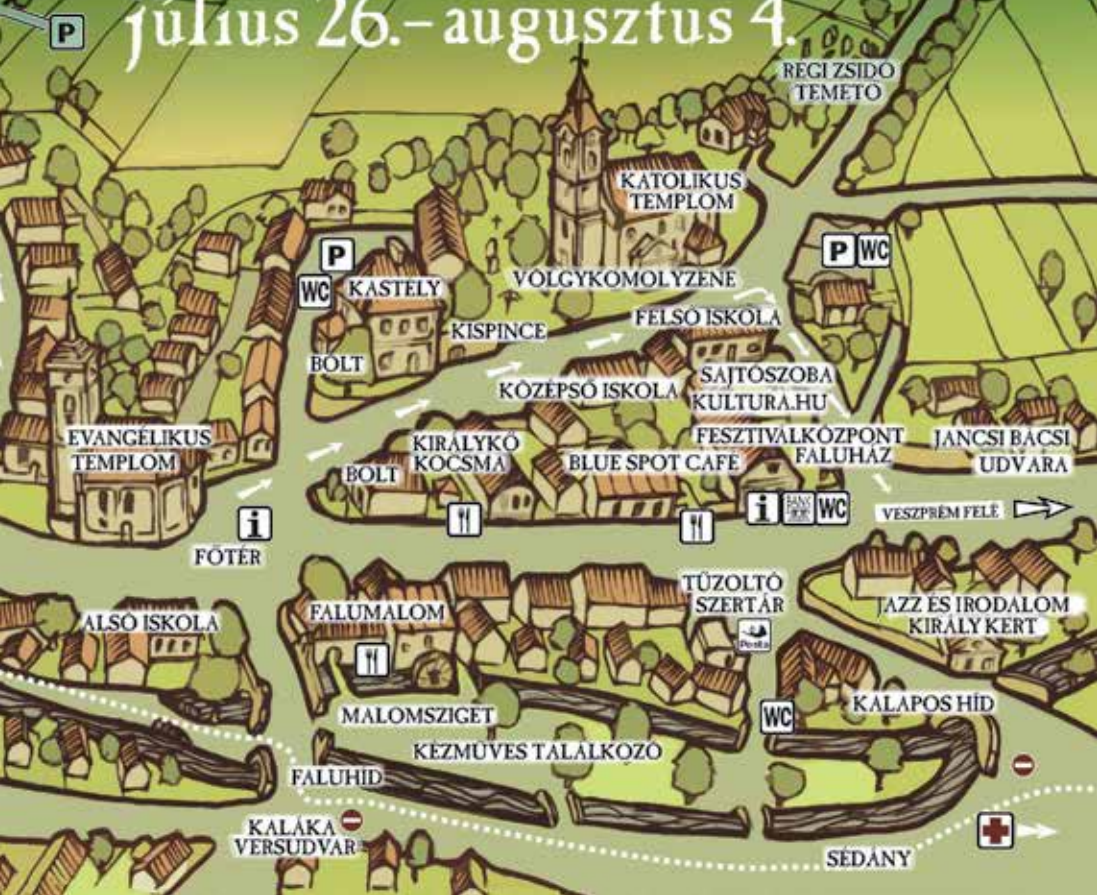 július 26.–augusztus 4.
P
RÉGI ZSIDÓ
TEMETŐ
KATOLIKUS
TEMPLOM
P
WC
P WC
KASTÉLY
VÖLGYKOMOLYZENE
FELSŐ ISKOLA
KISPINCE
BOLT
KÖZÉPSŐ ISKOLA
SAJTÓSZOBA
KULTURA.HU
EVANGÉLIKUS
TEMPLOM
KIRÁLYKŐ
KOCSMA
FESZTIVÁLKÖZPONT
FALUHÁZ
JANCSI BÁCSI
UDVARA
BOLT
BLUE SPOT CAFÉ
i
i BANK WC
VESZPRÉM FELÉ
FŐTÉR
TŰZOLTÓ
SZERTÁR
Posta
ALSÓ ISKOLA
FALUMALOM
JAZZ ÉS IRODALOM
KIRÁLY KERT
MALOMSZIGET
WC
KALAPOS HÍD
KÉZMŰVES TALÁLKOZÓ
FALUHÍD
KALÁKA
VERSUDVAR
SÉDÁNY